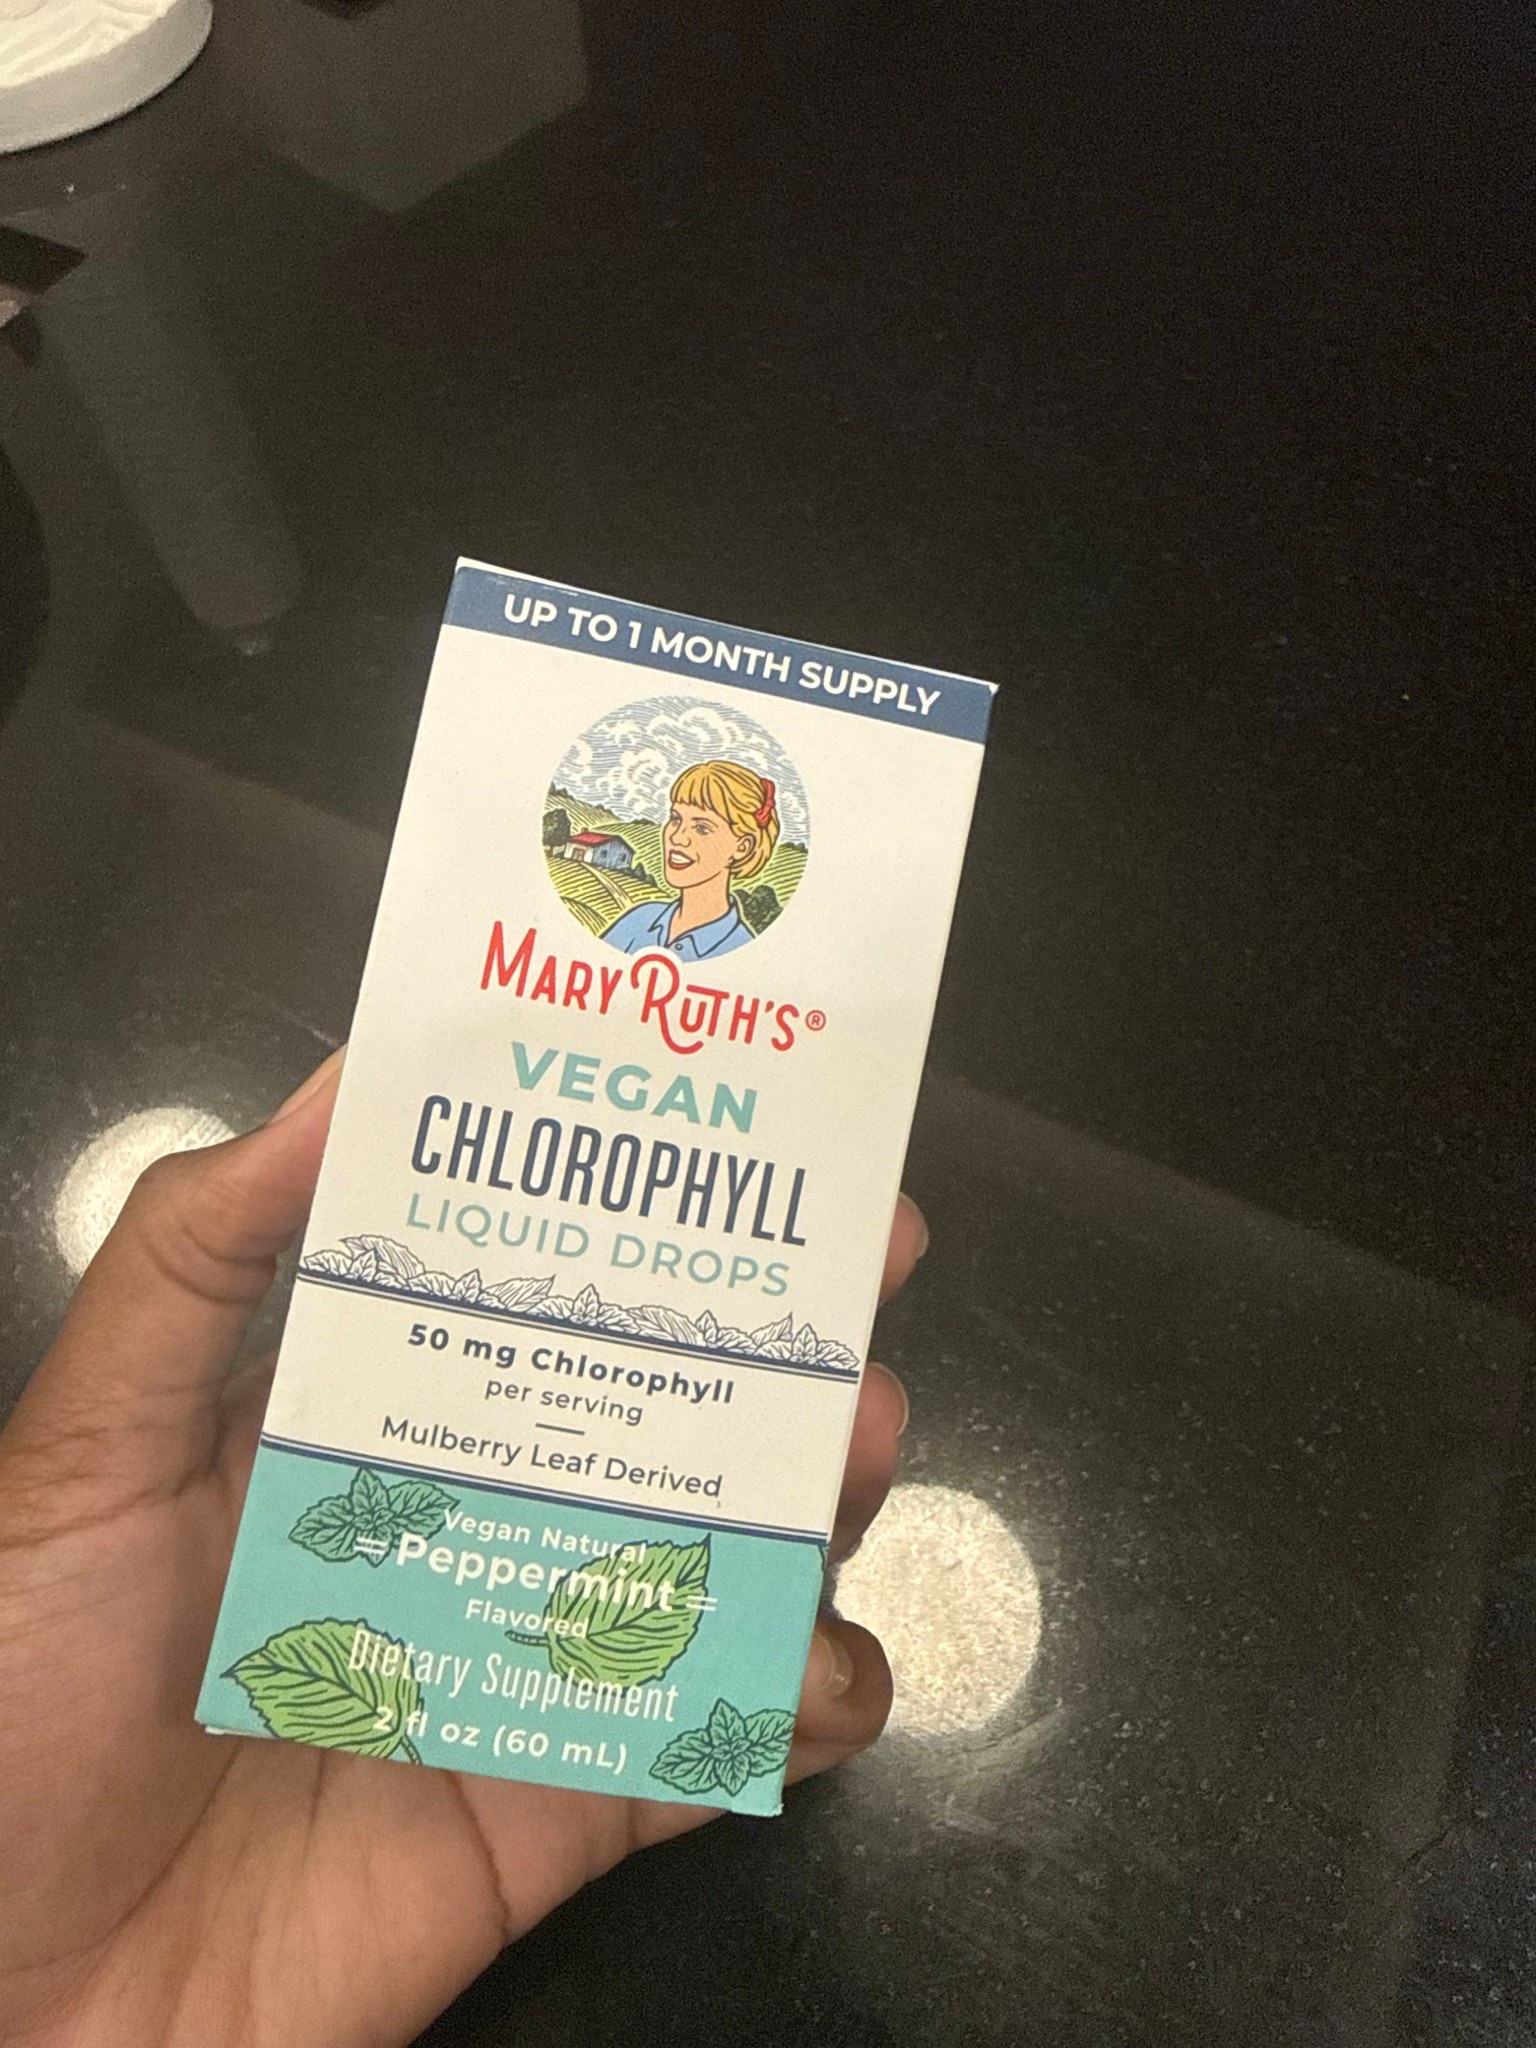 UP TO 1 MONTH SUPPLY
MARY RUTH'S®
VEGAN
CHLOROPHYLL
LIQUID DROPS
50 mg Chlorophyll
per serving
Mulberry Leaf Derived
Vegan Natural
Peppermint
Flavored
Dietary Supplement
2 fl oz (60 mL)